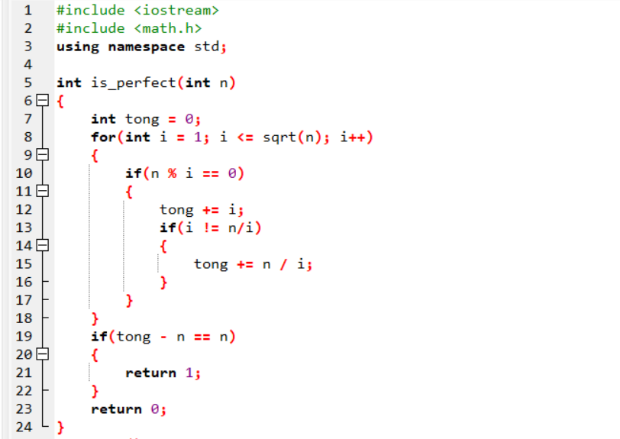 1 #include <iostream>
2 #include <math.h>
3 using namespace std;
4
5 int is_perfect(int n)
6 {
7 int tong = 0;
8 for(int i = 1; i <= sqrt(n); i++)
9 {
10 if(n % i == 0)
11 {
12 tong += i;
13 if(i != n/i)
14 {
15 tong += n / i;
16 }
17 }
18 }
19 if(tong - n == n)
20 {
21 return 1;
22 }
23 return 0;
24 }